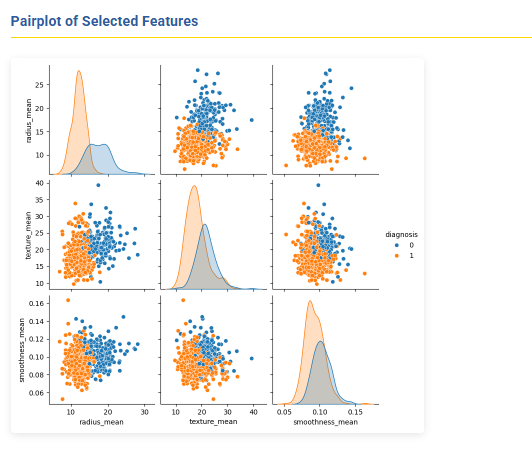 Pairplot of Selected Features
radius_mean
25
20
15
10
texture_mean
40
35
30
25
20
15
10
diagnosis
0
1
smoothness_mean
0.16
0.14
0.12
0.10
0.08
0.06
10 20 30 10 20 30 40 0.05 0.10 0.15
radius_mean texture_mean smoothness_mean